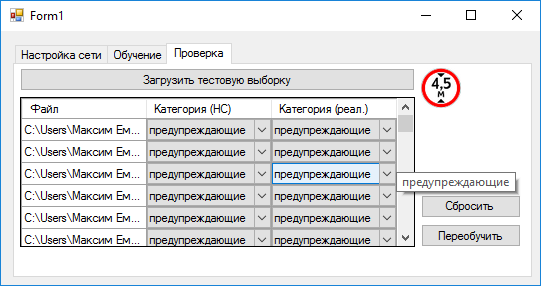 Form1
Настройка сети Обучение Проверка
Загрузить тестовую выборку
4,5
М
Файл Категория (НС) Категория (реал.)
C:\Users\Максим Ем... предупреждающие предупреждающие
C:\Users\Максим Ем... предупреждающие предупреждающие
C:\Users\Максим Ем... предупреждающие предупреждающие
предупреждающие
C:\Users\Максим Ем... предупреждающие предупреждающие
Сбросить
C:\Users\Максим Ем... предупреждающие предупреждающие
Переобучить
C:\Users\Максим Ем... предупреждающие предупреждающие